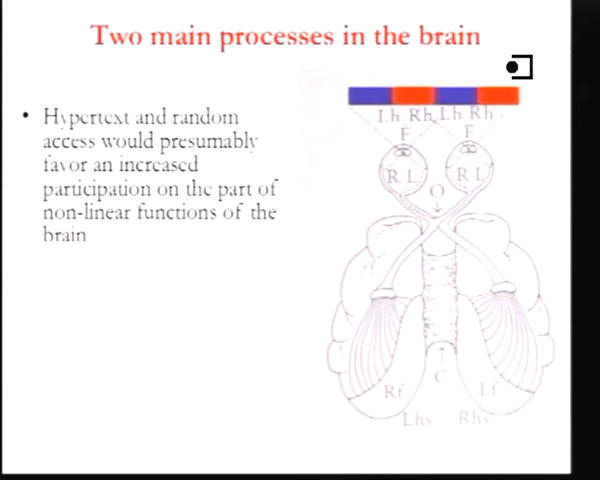 Two main processes in the brain
• Hypertext and random
access would presumably
favor an increased
participation on the part of
non-linear functions of the
brain
Lh Rh Lh Rh
F F
R L R L
O
C
Rf Lf
Lhs Rhs